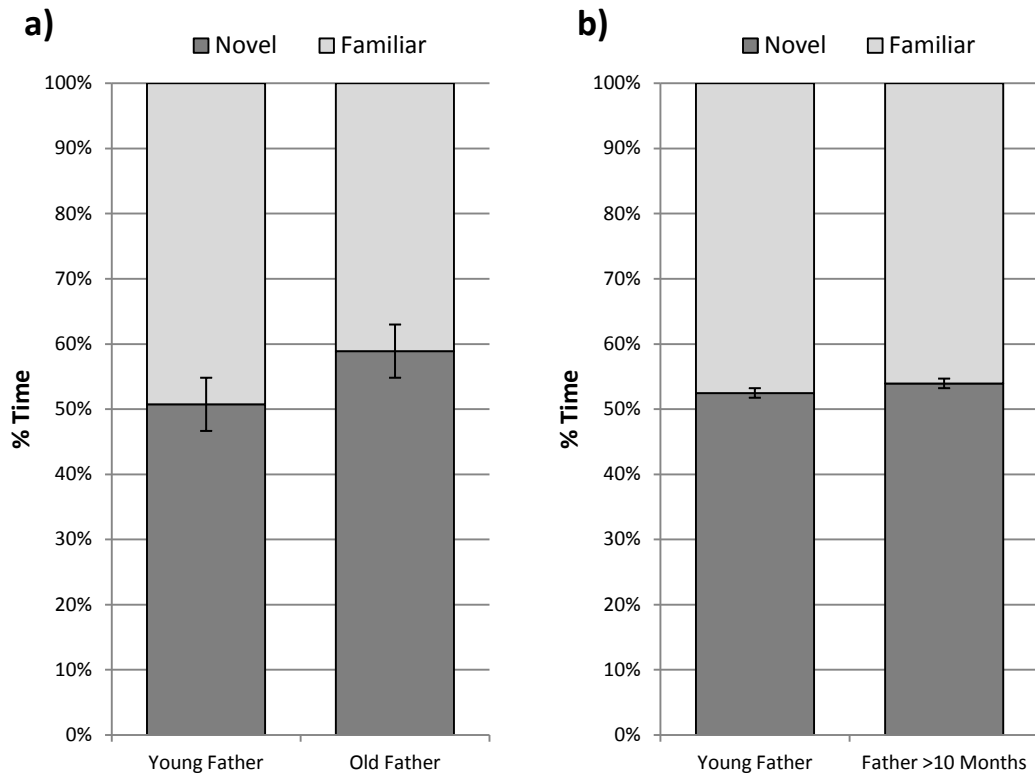 a)
Novel Familiar
100%
90%
80%
70%
60%
50%
40%
30%
20%
10%
0%
% Time
Young Father Old Father
b)
Novel Familiar
100%
90%
80%
70%
60%
50%
40%
30%
20%
10%
0%
% Time
Young Father Father >10 Months